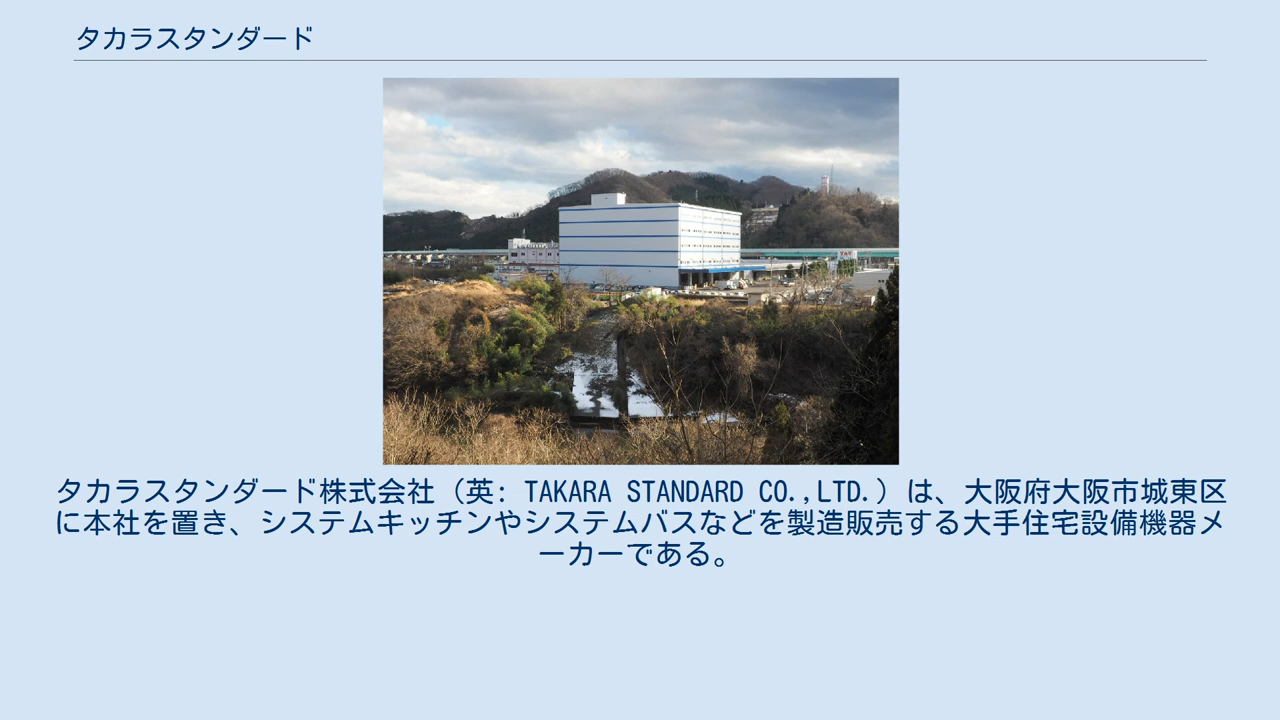 タカラスタンダード
タカラスタンダード株式会社（英: TAKARA STANDARD CO.,LTD.）は、大阪府大阪市城東区
に本社を置き、システムキッチンやシステムバスなどを製造販売する大手住宅設備機器メ
ーカーである。